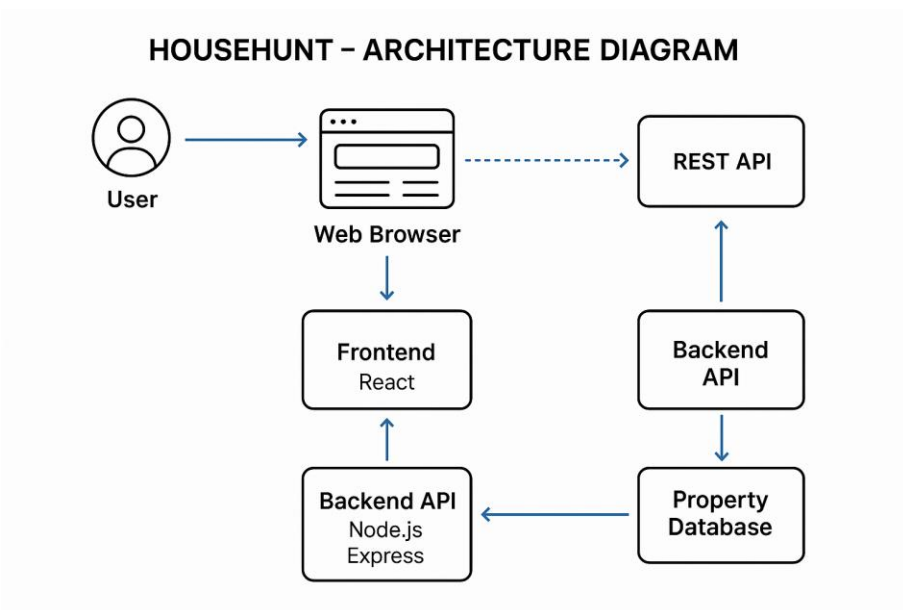 HOUSEHUNT – ARCHITECTURE DIAGRAM
User
Web Browser
REST API
Frontend
React
Backend
API
Backend API
Node.js
Express
Property
Database